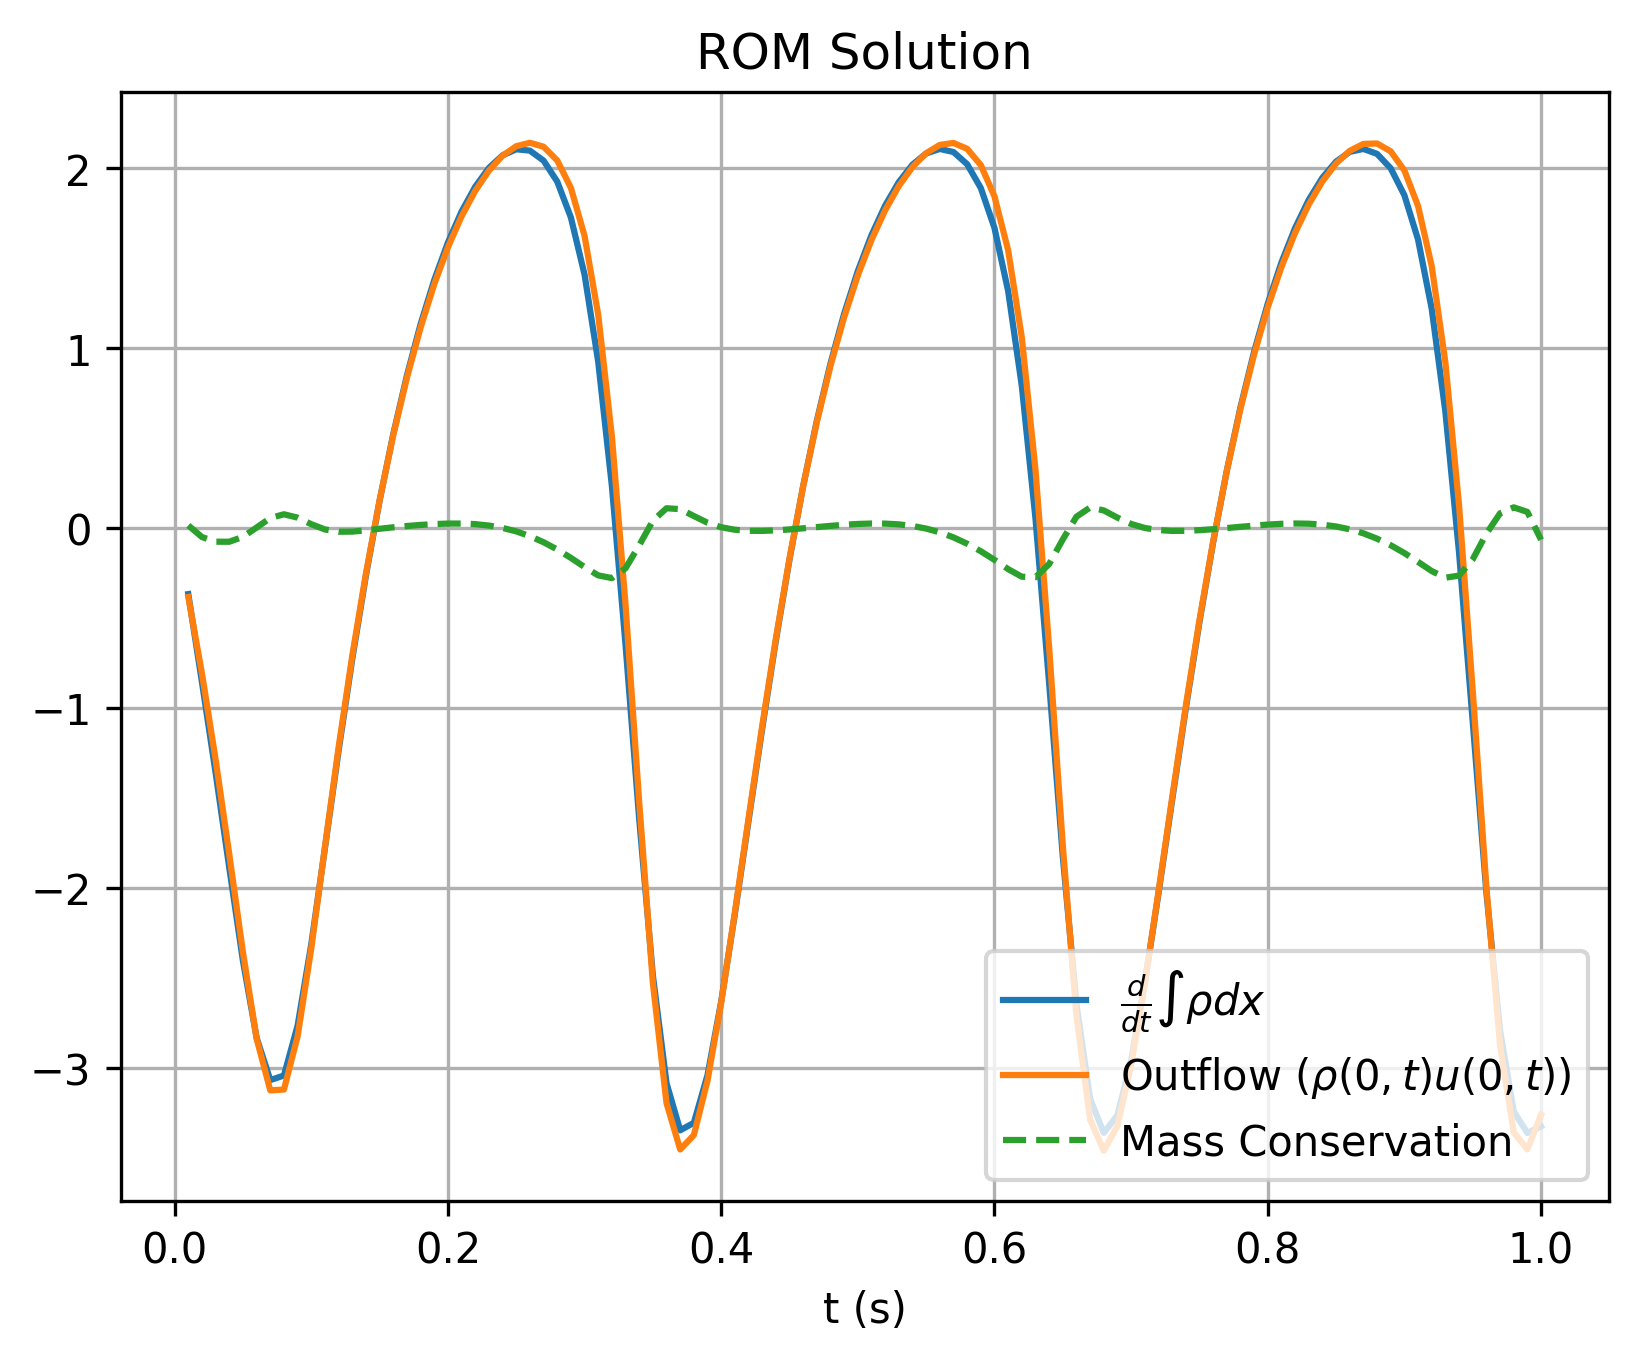 ROM Solution
2
1
0
−1
−2
−3
d/dt ∫ρdx
Outflow (ρ(0, t)u(0, t))
Mass Conservation
0.0 0.2 0.4 0.6 0.8 1.0
t (s)